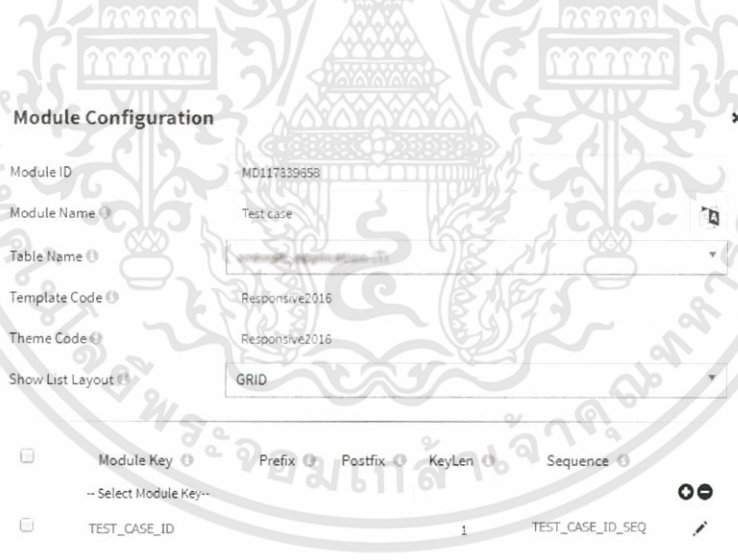 Module Configuration
Module ID MD117839658
Module Name Test case
Table Name
Template Code Responsive2016
Theme Code Responsive2016
Show List Layout GRID
Module Key Prefix Postfix KeyLen Sequence
-- Select Module Key--
TEST_CASE_ID 1 TEST_CASE_ID_SEQ